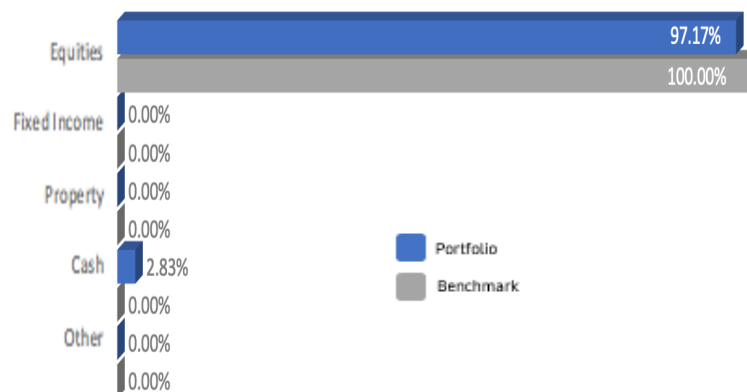 97.17%
Equities
100.00%
Fixed Income 0.00%
0.00%
Property 0.00%
0.00%
Cash 2.83%
0.00%
Other 0.00%
0.00%
Portfolio
Benchmark